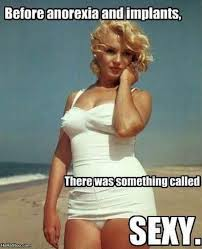 Before anorexia and implants,
There was something called
SEXY.